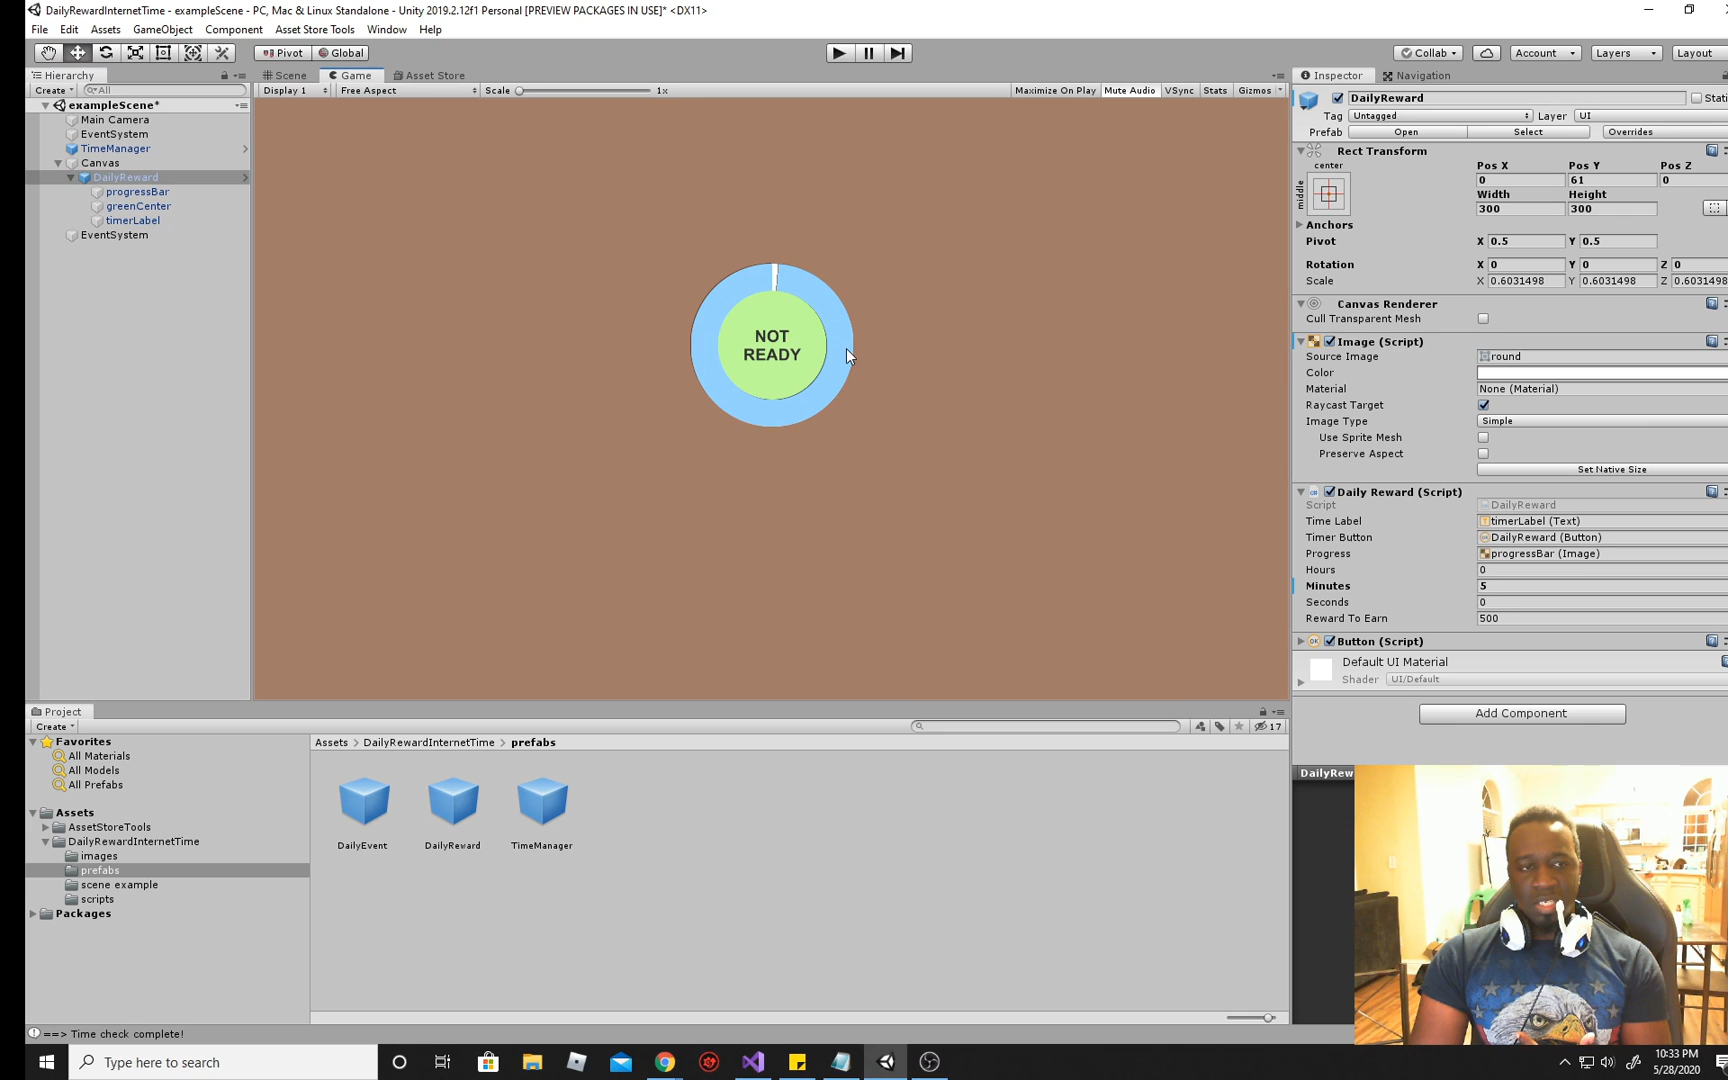 DailyRewardInternetTime - exampleScene - PC, Mac & Linux Standalone - Unity 2019.2.12f1 Personal [PREVIEW PACKAGES IN USE]* <DX11>
File Edit Assets GameObject Component Asset Store Tools Window Help
Pivot Global Collab Account Layers Layout
Hierarchy Scene Game Asset Store Inspector Navigation
Create All Display 1 Free Aspect Scale 1x Maximize On Play Mute Audio VSync Stats Gizmos
exampleScene*
Main Camera
EventSystem
TimeManager
Canvas
DailyReward
progressBar
greenCenter
timerLabel
EventSystem
NOT
READY
DailyReward Stati
Tag Untagged Layer UI
Prefab Open Select Overrides
Rect Transform
center Pos X Pos Y Pos Z
middle 0 61 0
Width Height
300 300
Anchors
Pivot X 0.5 Y 0.5
Rotation X 0 Y 0 Z 0
Scale X 0.6031498 Y 0.6031498 Z 0.6031498
Canvas Renderer
Cull Transparent Mesh
Image (Script)
Source Image round
Color
Material None (Material)
Raycast Target
Image Type Simple
Use Sprite Mesh
Preserve Aspect
Set Native Size
Daily Reward (Script)
Script DailyReward
Time Label timerLabel (Text)
Timer Button DailyReward (Button)
Progress progressBar (Image)
Hours 0
Minutes 5
Seconds 0
Reward To Earn 500
Button (Script)
Default UI Material
Shader UI/Default
Add Component
DailyRew
Project
Create 17
Favorites
All Materials
All Models
All Prefabs
Assets
AssetStoreTools
DailyRewardInternetTime
images
prefabs
scene example
scripts
Packages
Assets > DailyRewardInternetTime > prefabs
DailyEvent DailyReward TimeManager
==> Time check complete!
Type here to search
10:33 PM
5/28/2020